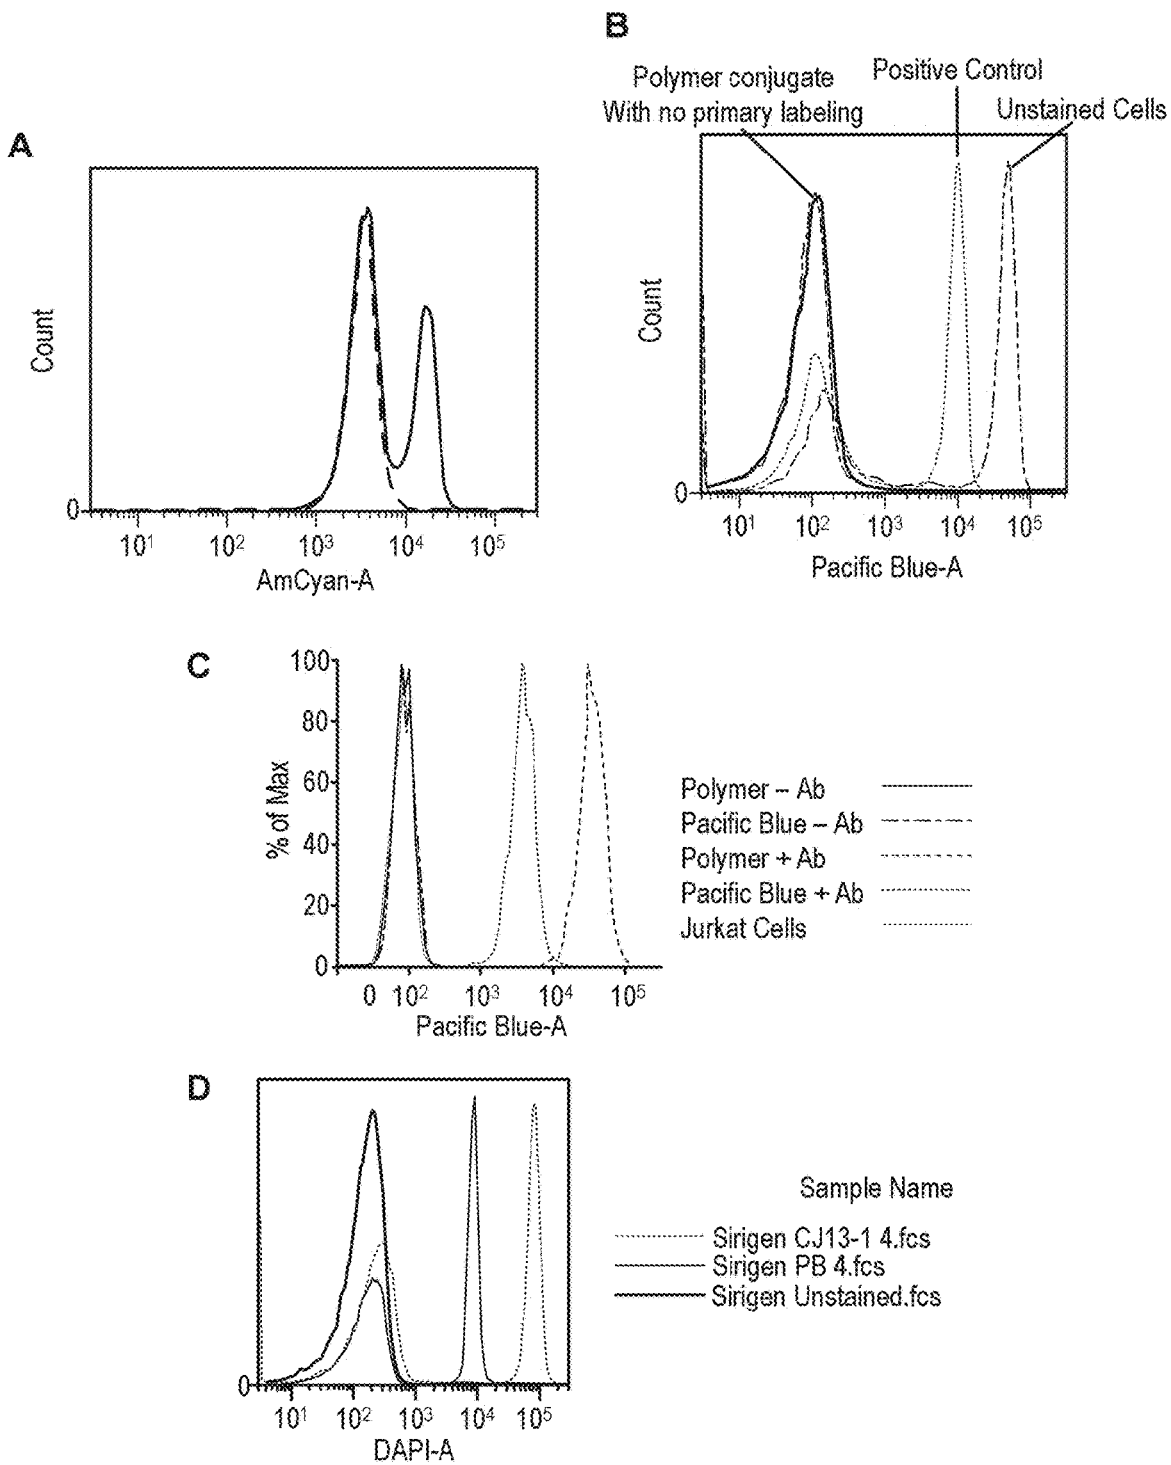 B
Polymer conjugate
With no primary labeling
Positive Control
Unstained Cells
A
Count
0
10¹ 10² 10³ 10⁴ 10⁵
AmCyan-A
Count
0
10¹ 10² 10³ 10⁴ 10⁵
Pacific Blue-A
C
% of Max
100
80
60
40
20
0
0 10² 10³ 10⁴ 10⁵
Pacific Blue-A
Polymer – Ab
Pacific Blue – Ab
Polymer + Ab
Pacific Blue + Ab
Jurkat Cells
D
0
10¹ 10² 10³ 10⁴ 10⁵
DAPI-A
Sample Name
Sirigen CJ13-1 4.fcs
Sirigen PB 4.fcs
Sirigen Unstained.fcs